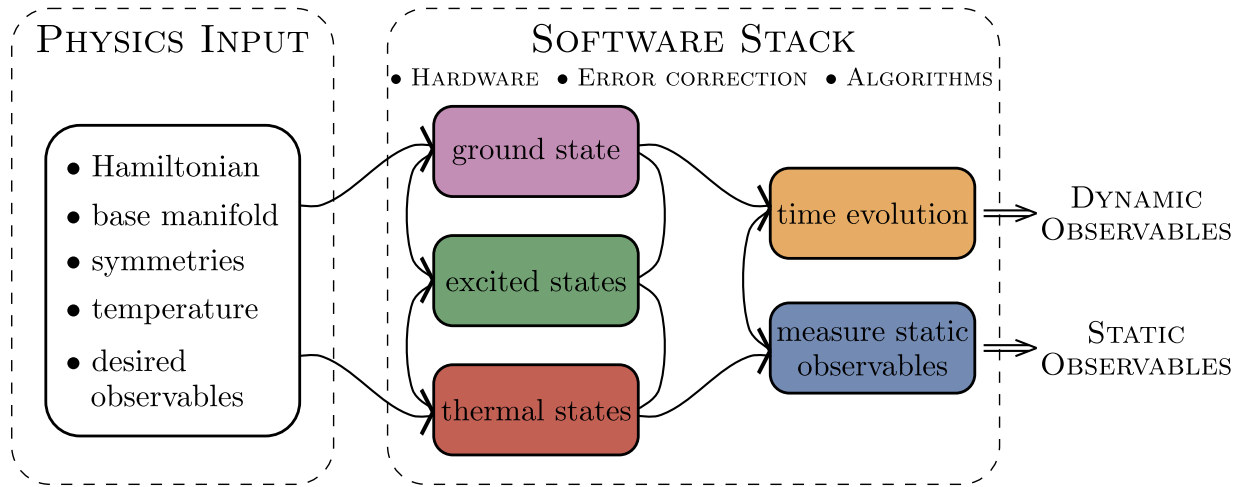 PHYSICS INPUT
• Hamiltonian
• base manifold
• symmetries
• temperature
• desired
observables
SOFTWARE STACK
• HARDWARE • ERROR CORRECTION • ALGORITHMS
ground state
excited states
thermal states
time evolution
measure static
observables
DYNAMIC
OBSERVABLES
STATIC
OBSERVABLES